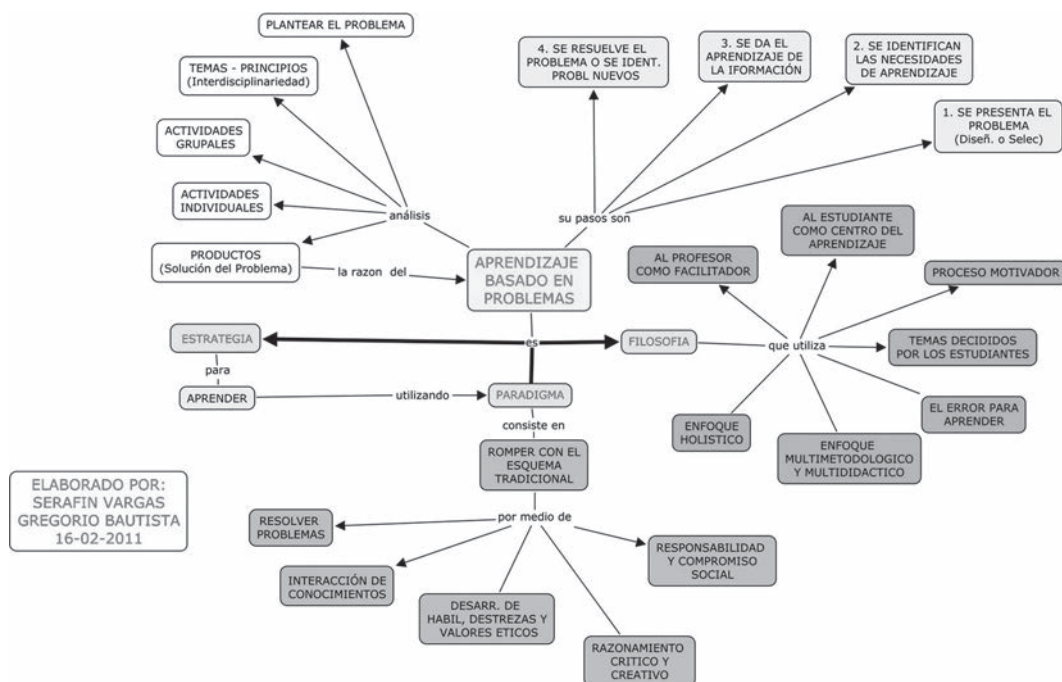 PLANTEAR EL PROBLEMA
TEMAS - PRINCIPIOS
(Interdisciplinariedad)
ACTIVIDADES
GRUPALES
ACTIVIDADES
INDIVIDUALES
PRODUCTOS
(Solución del Problema)
análisis
la razon del
4. SE RESUELVE EL
PROBLEMA O SE IDENT.
PROBL NUEVOS
3. SE DA EL
APRENDIZAJE DE
LA IFORMACIÓN
2. SE IDENTIFICAN
LAS NECESIDADES
DE APRENDIZAJE
1. SE PRESENTA EL
PROBLEMA
(Diseñ. o Selec)
su pasos son
APRENDIZAJE
BASADO EN
PROBLEMAS
es
ESTRATEGIA
para
APRENDER
utilizando
PARADIGMA
FILOSOFIA
que utiliza
AL PROFESOR
COMO FACILITADOR
AL ESTUDIANTE
COMO CENTRO DEL
APRENDIZAJE
PROCESO MOTIVADOR
TEMAS DECIDIDOS
POR LOS ESTUDIANTES
EL ERROR PARA
APRENDER
ENFOQUE
MULTIMETODOLOGICO
Y MULTIDIDACTICO
ENFOQUE
HOLISTICO
consiste en
ROMPER CON EL
ESQUEMA
TRADICIONAL
por medio de
RESOLVER
PROBLEMAS
INTERACCIÓN DE
CONOCIMIENTOS
DESARR. DE
HABIL, DESTREZAS Y
VALORES ETICOS
RAZONAMIENTO
CRITICO Y
CREATIVO
RESPONSABILIDAD
Y COMPROMISO
SOCIAL
ELABORADO POR:
SERAFIN VARGAS
GREGORIO BAUTISTA
16-02-2011